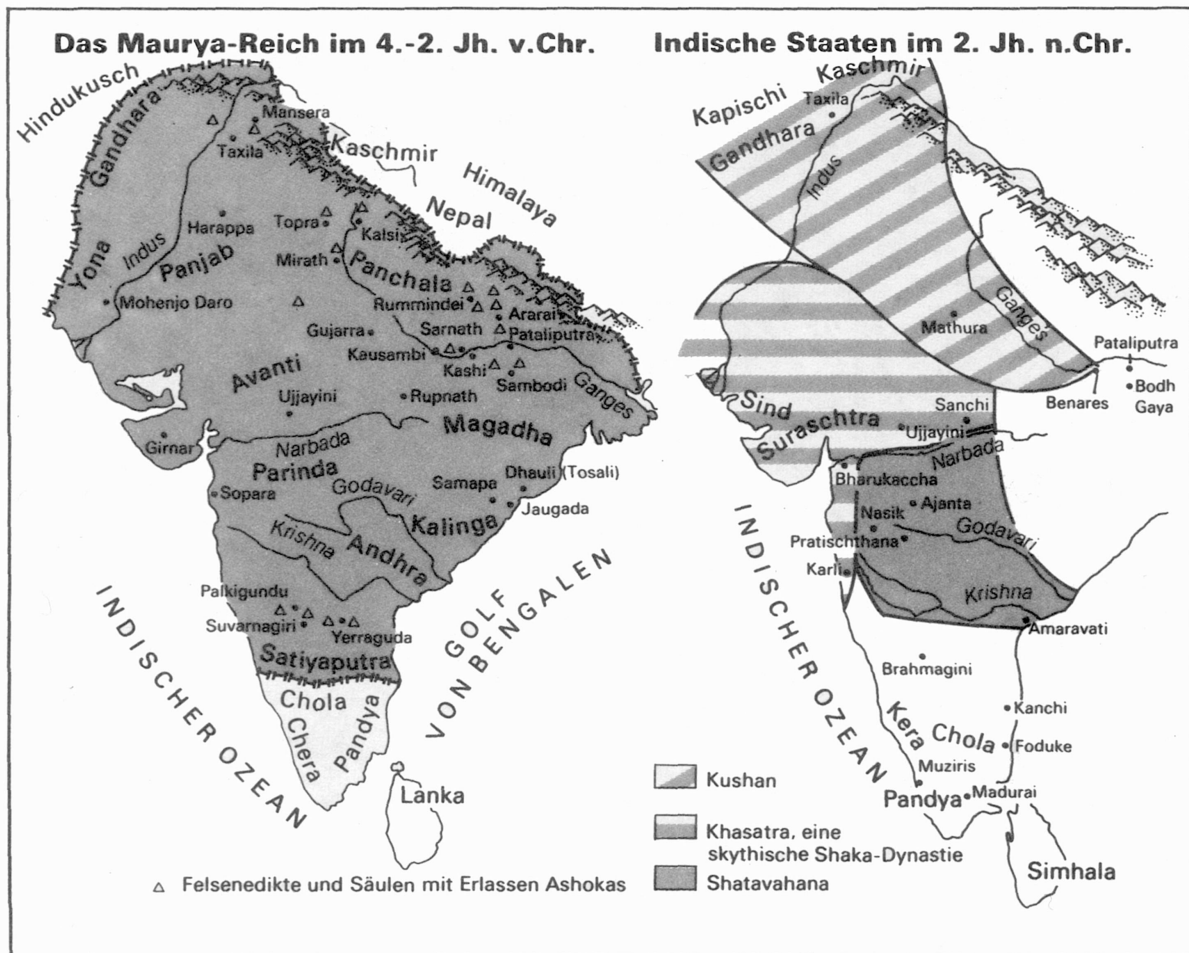 Das Maurya-Reich im 4.-2. Jh. v.Chr.
Hindukusch
Gandhara
Mansera
Taxila
Kaschmir
Himalaya
Nepal
Harappa
Topra
Kalsi
Indus
Panjab
Mirath
Yona
Panchala
Mohenjo Daro
Rummindei
Ararai
Gujarra
Sarnath
Pataliputra
Kausambi
Kashi
Avanti
Sambodi
Ganges
Ujjayini
Rupnath
Magadha
Girnar
Narbada
Parinda
Dhauli (Tosali)
Samapa
Sopara
Godavari
Jaugada
Kalinga
Krishna
Andhra
Palkigundu
Suvarnagiri
Yerraguda
Satiyaputra
Chola
Chera
Pandya
Lanka
INDISCHER OZEAN
GOLF
VON BENGALEN
△ Felsenedikte und Säulen mit Erlassen Ashokas
Indische Staaten im 2. Jh. n.Chr.
Kaschmir
Kapischi
Taxila
Gandhara
Indus
Ganges
Mathura
Pataliputra
Bodh
Gaya
Benares
Sind
Suraschtra
Sanchi
Ujjayini
Narbada
Bharukaccha
Ajanta
Nasik
Godavari
Pratischthana
Karli
Krishna
Amaravati
INDISCHER OZEAN
Brahmagini
Kanchi
Kera
Chola
Foduke
Muziris
Pandya
Madurai
Simhala
Kushan
Khasatra, eine
skythische Shaka-Dynastie
Shatavahana